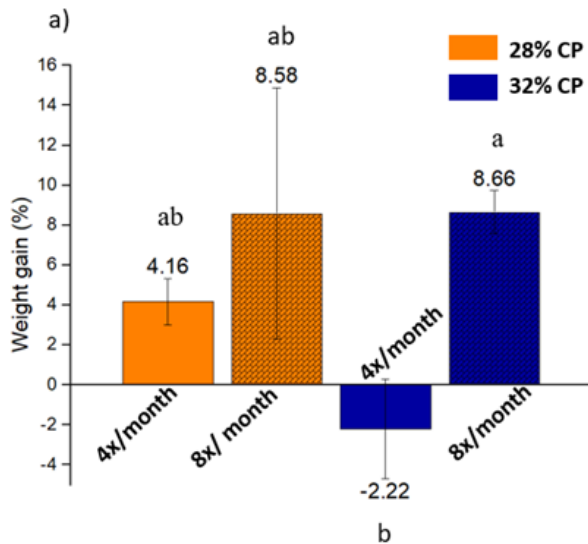 a)
ab
28% CP
32% CP
16
14
12
10
8
6
4
2
0
-2
-4
Weight gain (%)
8.58
a
8.66
ab
4.16
4x/month
4x/month
8x/ month
8x/month
-2.22
b